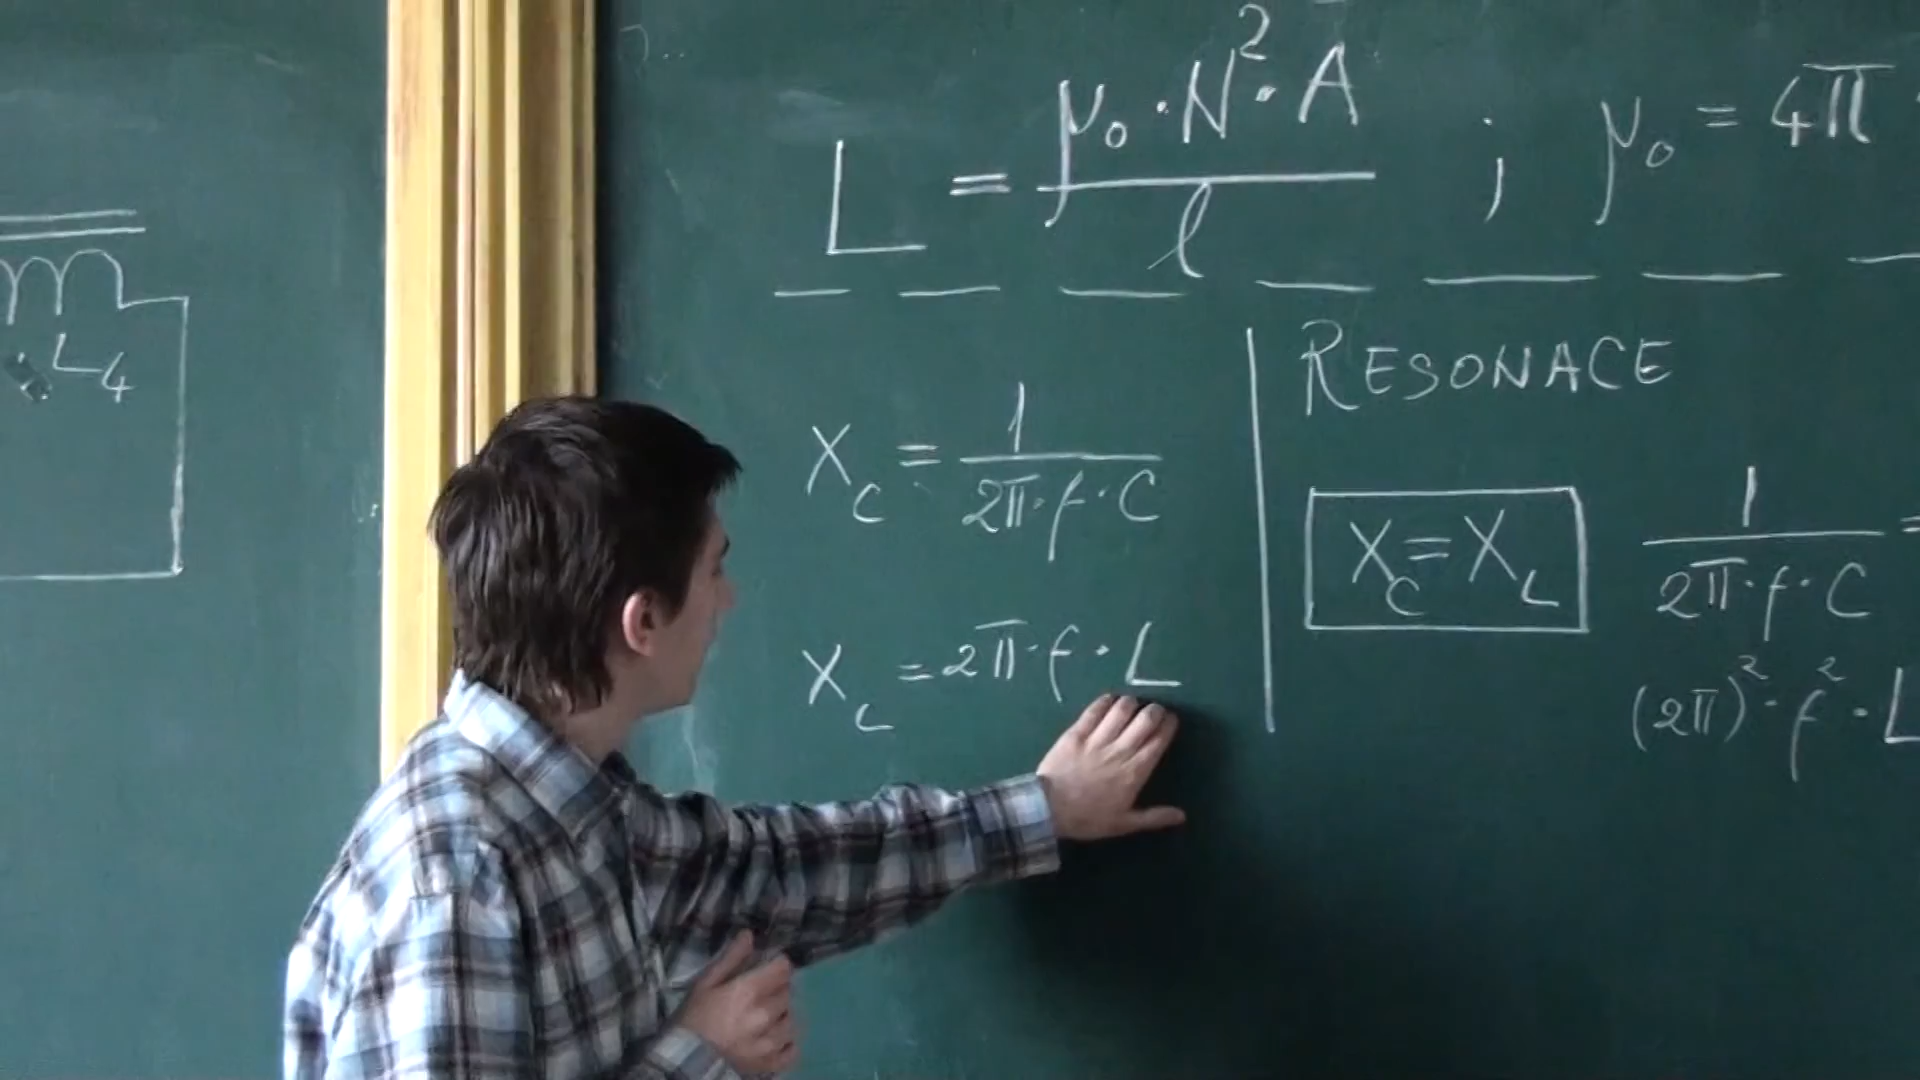 L₄
L = μ₀·N²·A / l ; μ₀ = 4π
X_C = 1 / 2π·f·C
X_L = 2π·f·L
RESONACE
X_C = X_L
1 / 2π·f·C =
(2π)²·f²·L